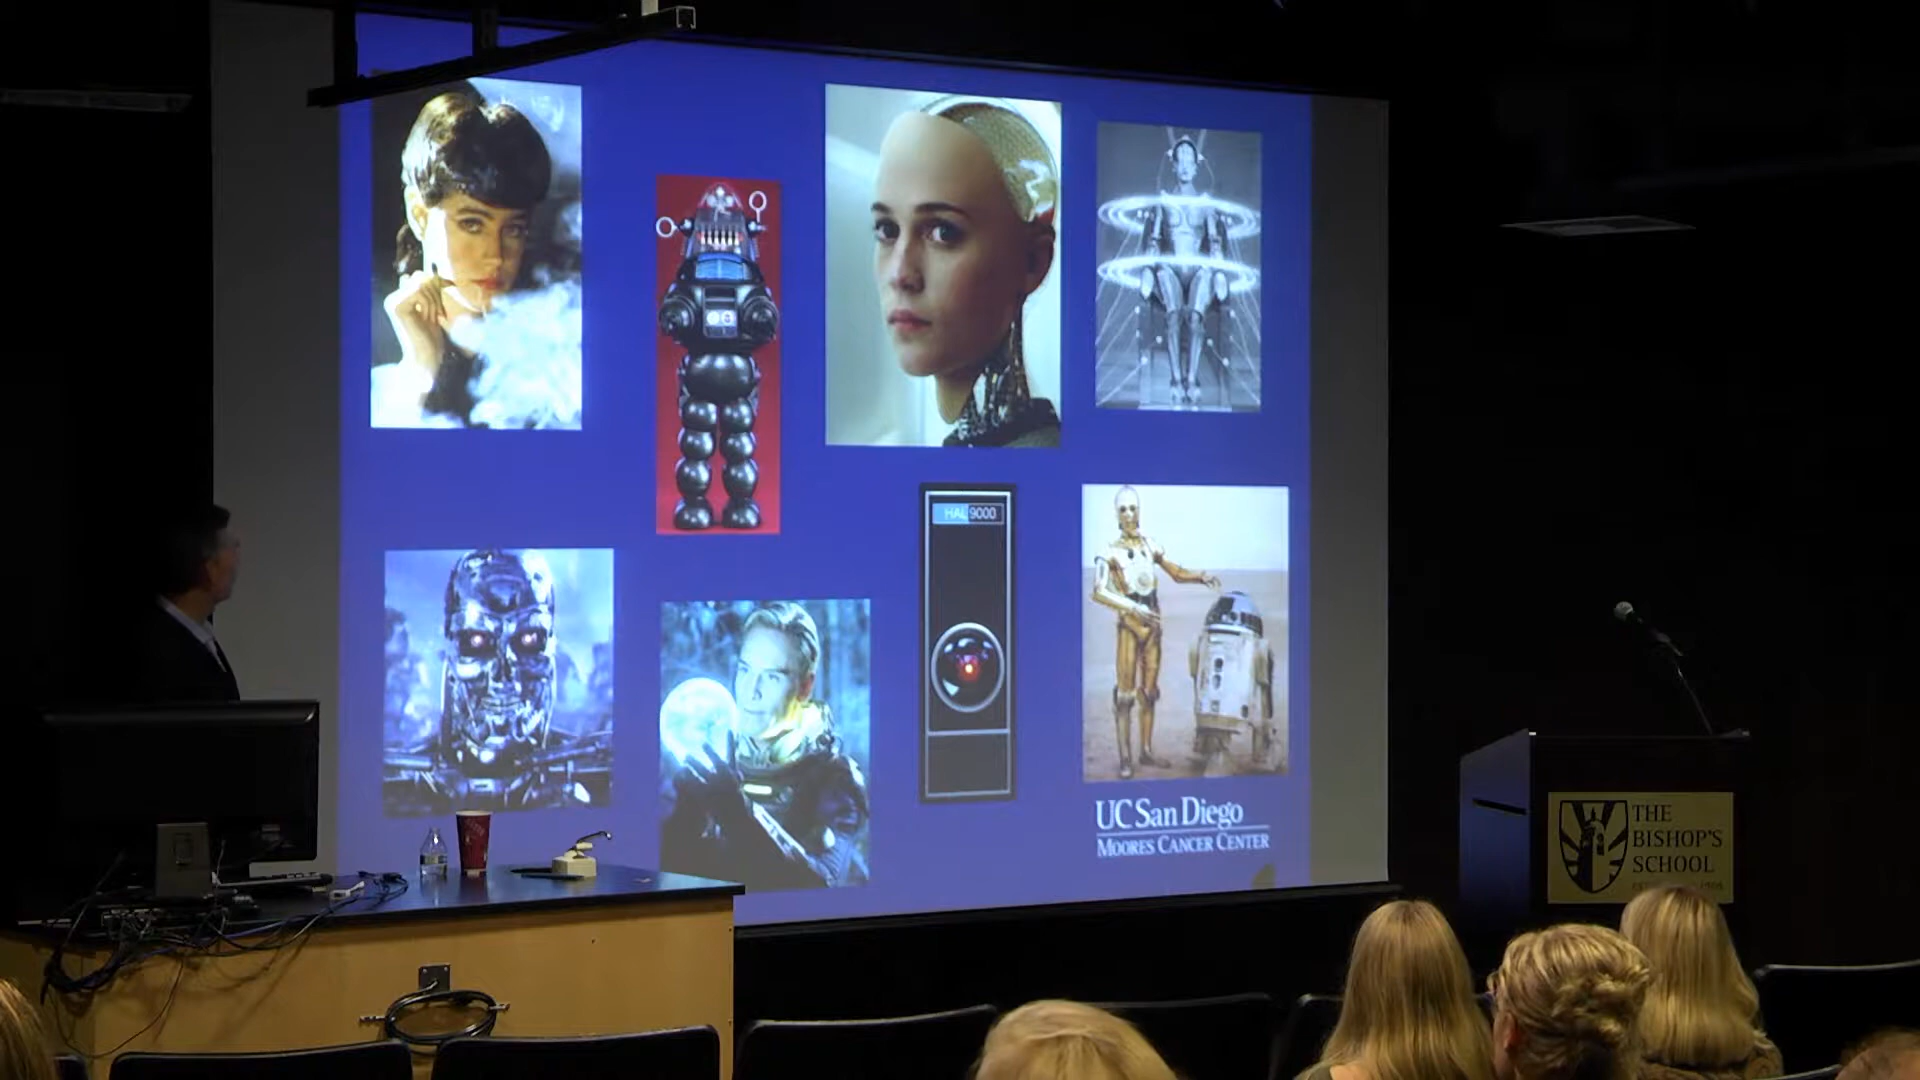 HAL 9000
UC San Diego
MOORES CANCER CENTER
THE
BISHOP'S
SCHOOL